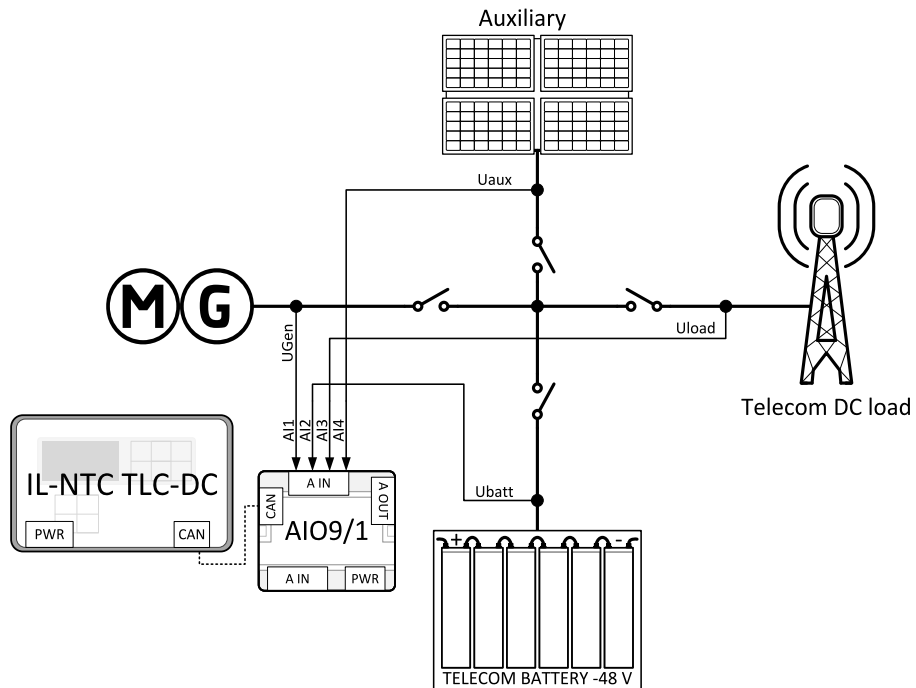 Auxiliary
Uaux
M G
UGen
Uload
Telecom DC load
AI1
AI2
AI3
AI4
IL-NTC TLC-DC
PWR
CAN
A IN
CAN
A OUT
AIO9/1
A IN
PWR
Ubatt
+ -
TELECOM BATTERY -48 V